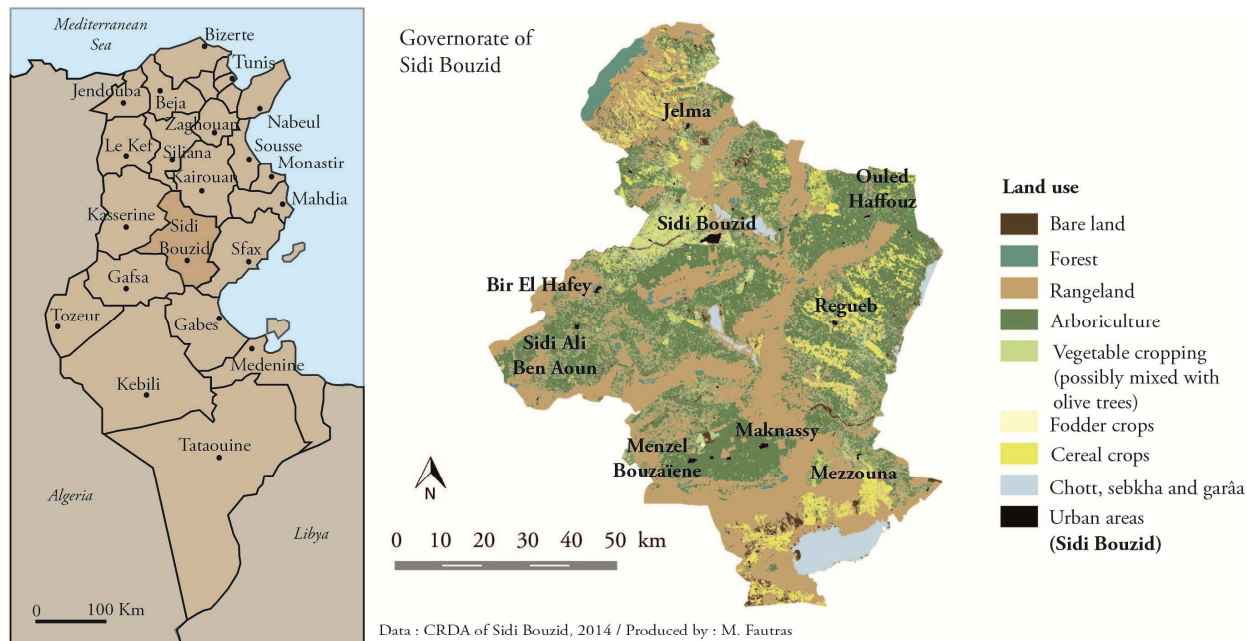 Mediterranean
Sea
Bizerte
Tunis
Jendouba
Beja
Nabeul
Zaghouan
Le Kef
Siliana
Sousse
Monastir
Kairouan
Mahdia
Kasserine
Sidi
Bouzid
Sfax
Gafsa
Tozeur
Gabes
Medenine
Kebili
Tataouine
Algeria
Libya
0 100 Km
Governorate of
Sidi Bouzid
Jelma
Ouled
Haffouz
Sidi Bouzid
Bir El Hafey
Regueb
Sidi Ali
Ben Aoun
Maknassy
Menzel
Bouzaïene
Mezzouna
N
0 10 20 30 40 50 km
Land use
Bare land
Forest
Rangeland
Arboriculture
Vegetable cropping
(possibly mixed with
olive trees)
Fodder crops
Cereal crops
Chott, sebkha and garâa
Urban areas
(Sidi Bouzid)
Data : CRDA of Sidi Bouzid, 2014 / Produced by : M. Fautras